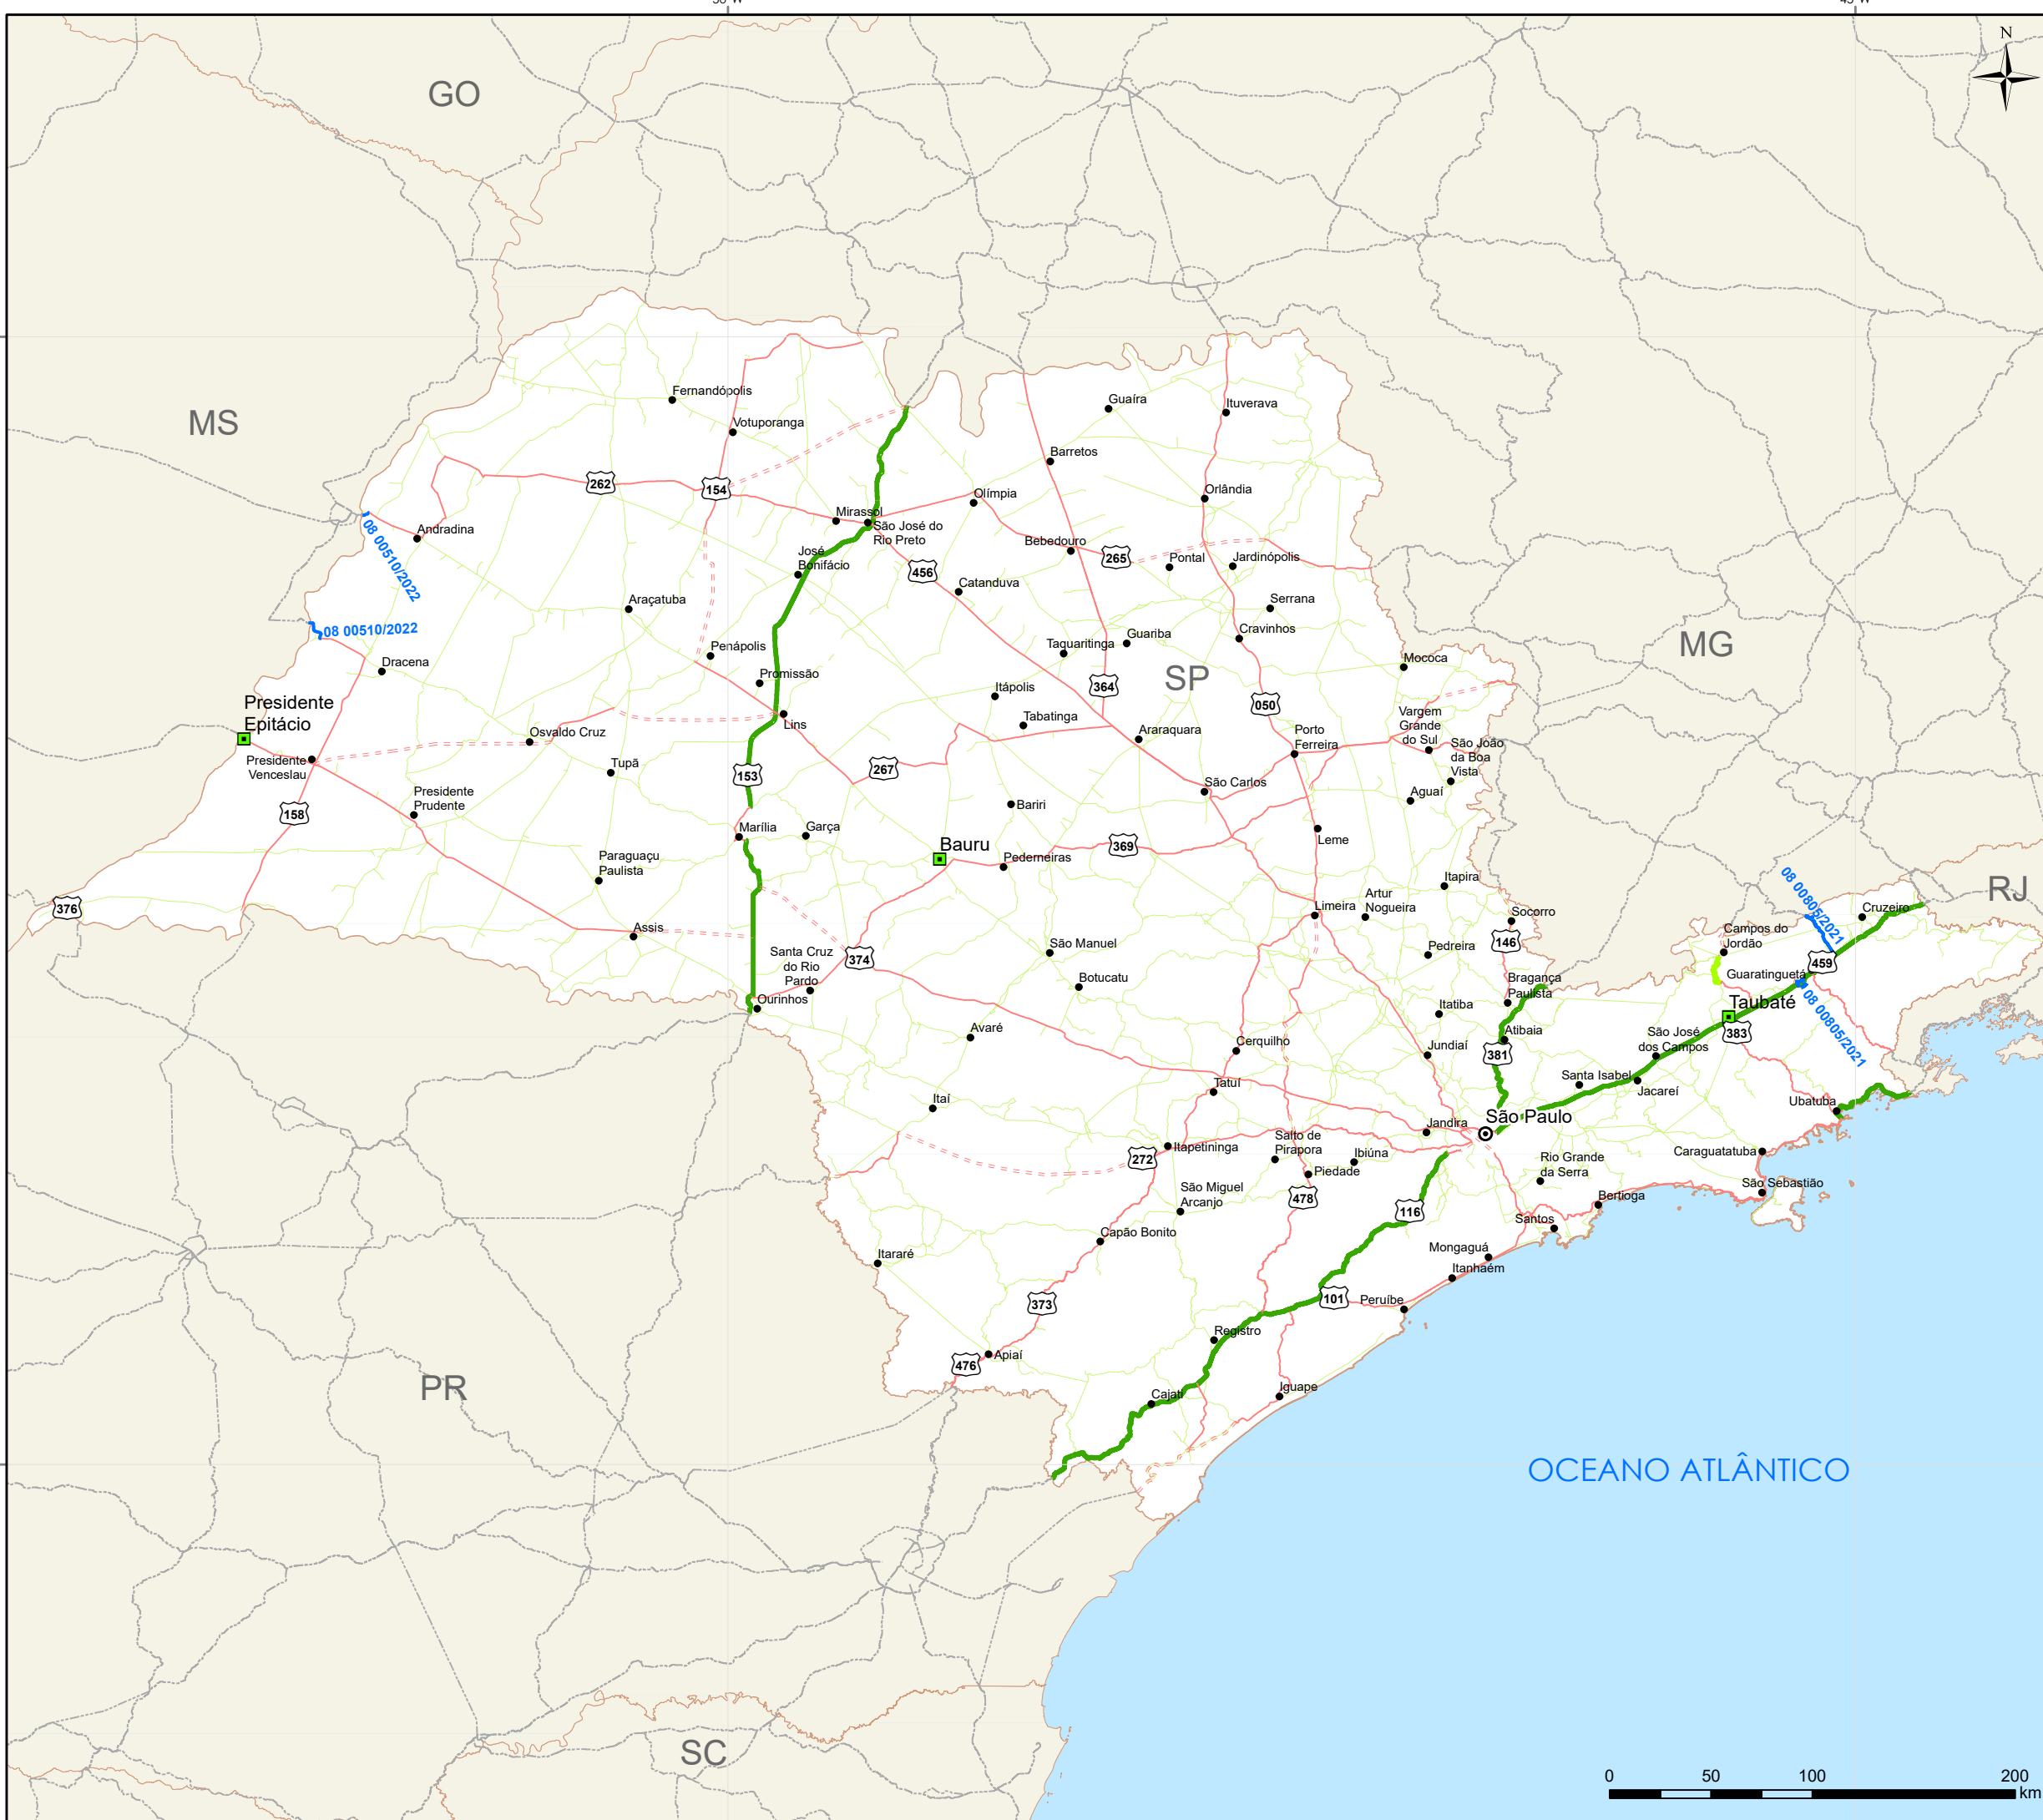 N
GO
MS
MG
SP
RJ
PR
SC
Fernandópolis
Votuporanga
Guaíra
Ituverava
Barretos
262
154
Olímpia
Orlândia
Andradina
Mirassol
São José do
Rio Preto
08 00510/2022
José
Bonifácio
Bebedouro
265
Pontal
Jardinópolis
456
Catanduva
Araçatuba
Serrana
08 00510/2022
Cravinhos
Guariba
Taquaritinga
Penápolis
Dracena
Promissão
Mococa
Itápolis
364
050
Presidente
Epitácio
Lins
Tabatinga
Araraquara
Vargem
Grande
do Sul
Porto
Ferreira
São João
da Boa
Vista
Osvaldo Cruz
Presidente
Venceslau
Tupã
153
267
São Carlos
Aguaí
158
Presidente
Prudente
Bariri
Marília
Garça
Leme
Bauru
369
Pederneiras
Paraguaçu
Paulista
Itapira
376
Artur
Nogueira
Limeira
Socorro
08 00805/2021
Cruzeiro
Assis
146
Campos do
Jordão
São Manuel
Pedreira
Santa Cruz
do Rio
Pardo
374
459
Guaratinguetá
Botucatu
Bragança
Paulista
Ourinhos
Itatiba
Taubaté
08 00805/2021
Avaré
Atibaia
383
São José
dos Campos
Cerquilho
Jundiaí
381
Santa Isabel
Jacareí
Tatuí
Itaí
Ubatuba
São Paulo
Jandira
Itapetininga
Salto de
Pirapora
Ibiúna
Caraguatatuba
272
Piedade
Rio Grande
da Serra
São Sebastião
São Miguel
Arcanjo
478
Bertioga
116
Santos
Capão Bonito
Mongaguá
Itararé
Itanhaém
373
101
Peruíbe
Registro
476
Apiaí
Cajati
Iguape
OCEANO ATLÂNTICO
0 50 100 200
km